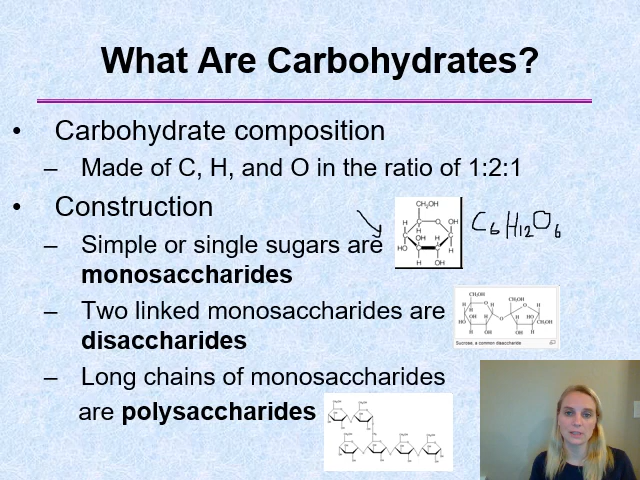 What Are Carbohydrates?
• Carbohydrate composition
– Made of C, H, and O in the ratio of 1:2:1
• Construction
– Simple or single sugars are
monosaccharides
C6H12O6
– Two linked monosaccharides are
disaccharides
Sucrose, a common disaccharide
– Long chains of monosaccharides
are polysaccharides